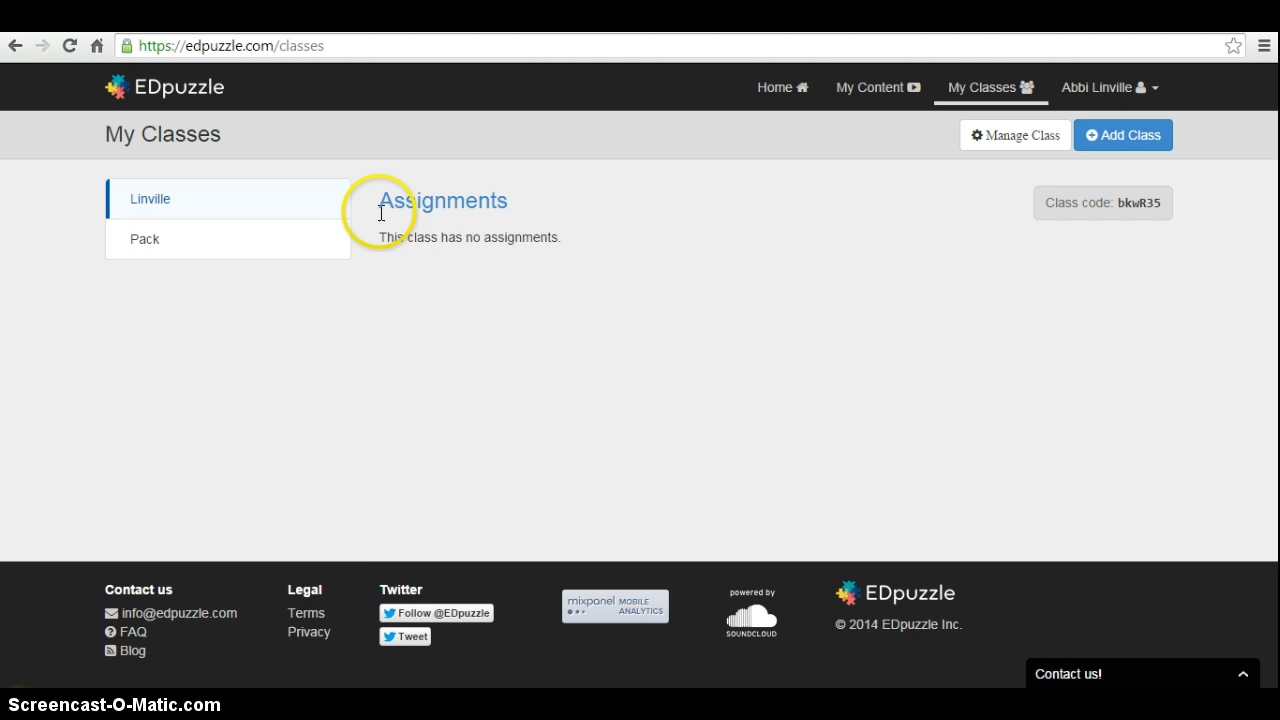 https://edpuzzle.com/classes
EDpuzzle
Home
My Content
My Classes
Abbi Linville
My Classes
Manage Class
Add Class
Linville
Pack
Assignments
This class has no assignments.
Class code: bkwR35
Contact us
info@edpuzzle.com
FAQ
Blog
Legal
Terms
Privacy
Twitter
Follow @EDpuzzle
Tweet
mixpanel MOBILE
ANALYTICS
powered by
SOUNDCLOUD
EDpuzzle
© 2014 EDpuzzle Inc.
Contact us!
Screencast-O-Matic.com